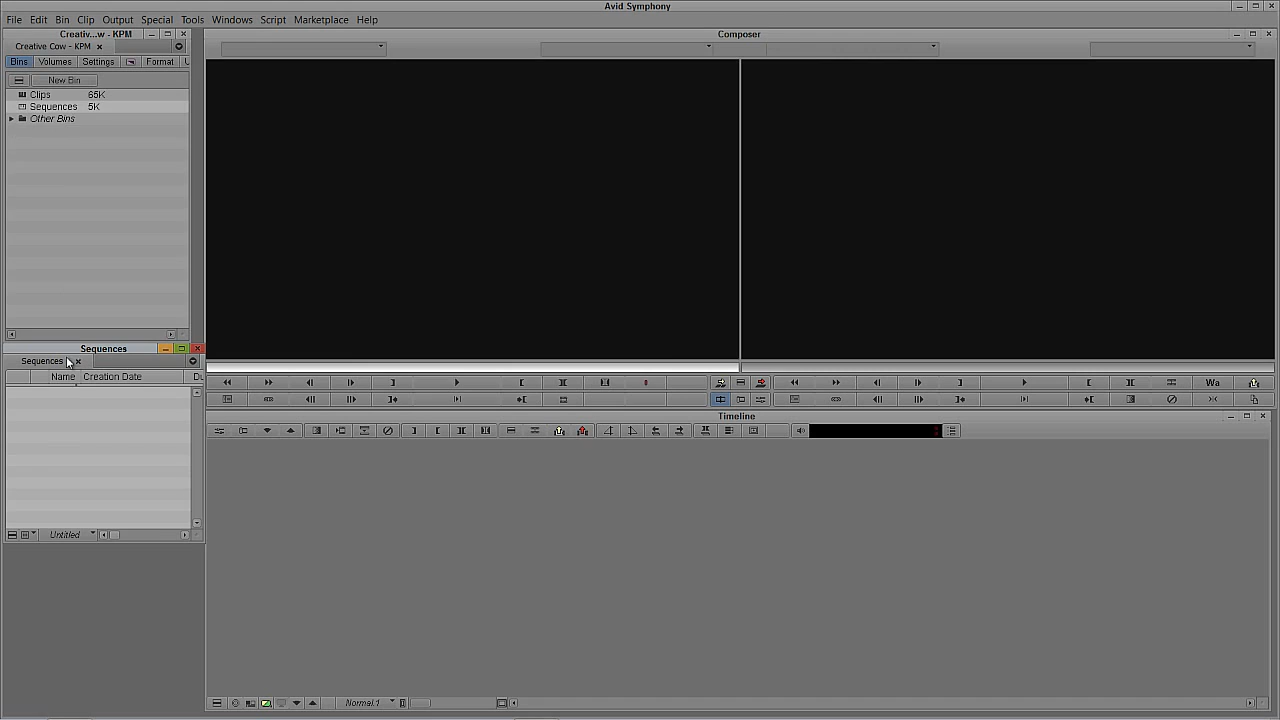 Avid Symphony
File Edit Bin Clip Output Special Tools Windows Script Marketplace Help
Creativ...w - KPM
Composer
Creative Cow - KPM
Bins Volumes Settings Format
New Bin
Clips 65K
Sequences 5K
Other Bins
Sequences
Sequences
Name Creation Date
Wa
Timeline
Untitled
Normal.1